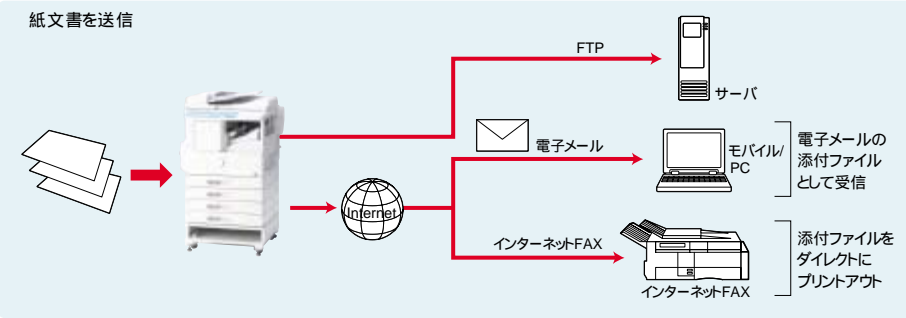 紙文書を送信
FTP
サーバ
電子メール
モバイル/
PC
電子メールの
添付ファイル
として受信
Internet
インターネットFAX
インターネットFAX
添付ファイルを
ダイレクトに
プリントアウト